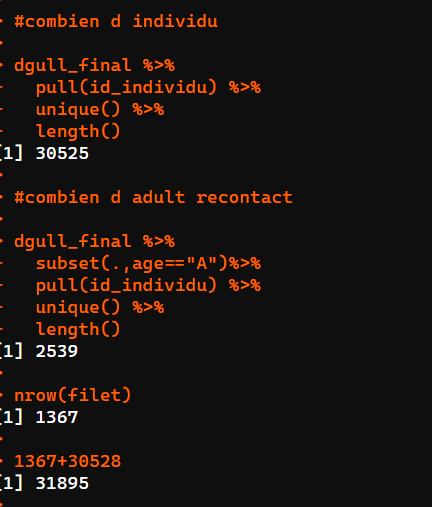 > #combien d individu
>
> dgull_final %>%
-   pull(id_individu) %>%
-   unique() %>%
-   length()
[1] 30525
>
> #combien d adult recontact
>
> dgull_final %>%
-   subset(.,age=="A")%>%
-   pull(id_individu) %>%
-   unique() %>%
-   length()
[1] 2539
>
> nrow(filet)
[1] 1367
>
> 1367+30528
[1] 31895
>